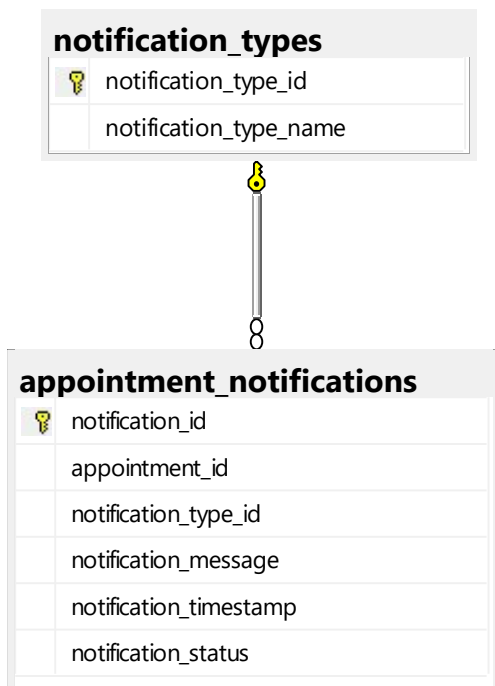 notification_types
notification_type_id
notification_type_name
appointment_notifications
notification_id
appointment_id
notification_type_id
notification_message
notification_timestamp
notification_status